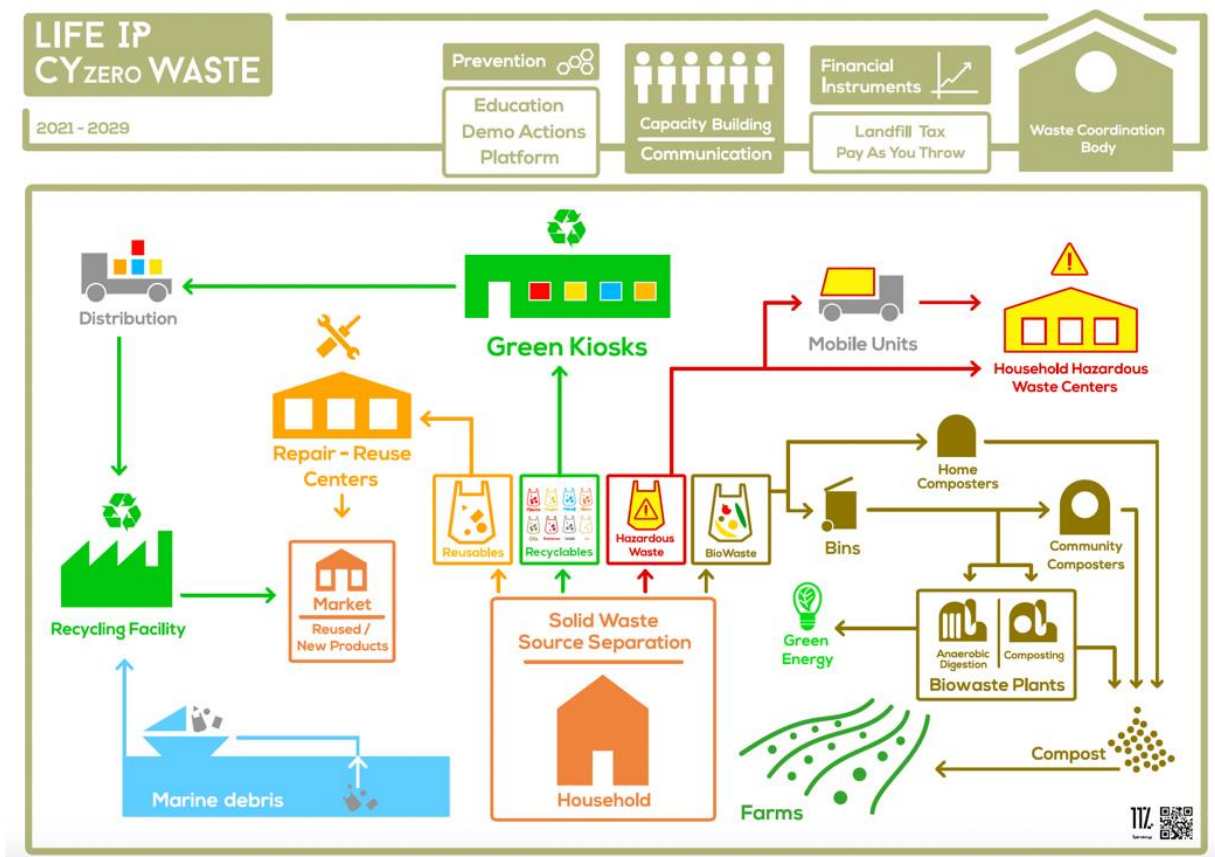 LIFE IP
CYZERO WASTE
2021 - 2029
Prevention
Education
Demo Actions
Platform
Capacity Building
Communication
Financial
Instruments
Landfill Tax
Pay As You Throw
Waste Coordination
Body
Distribution
Green Kiosks
Mobile Units
Household Hazardous
Waste Centers
Repair - Reuse
Centers
Reusables
Recyclables
Hazardous
Waste
BioWaste
Home
Composters
Bins
Community
Composters
Recycling Facility
Market
Reused /
New Products
Solid Waste
Source Separation
Household
Green
Energy
Anaerobic
Digestion
Composting
Biowaste Plants
Marine debris
Compost
Farms